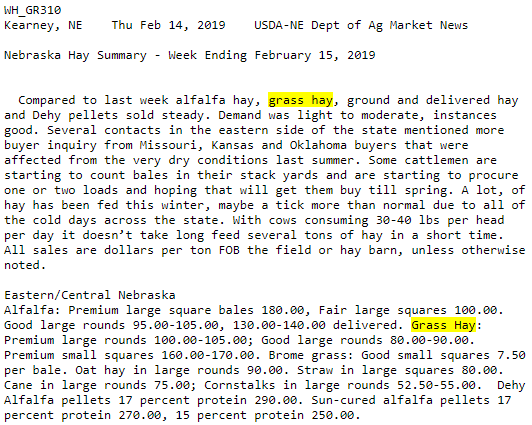 WH_GR310
Kearney, NE    Thu Feb 14, 2019    USDA-NE Dept of Ag Market News
Nebraska Hay Summary - Week Ending February 15, 2019
Compared to last week alfalfa hay, grass hay, ground and delivered hay
and Dehy pellets sold steady. Demand was light to moderate, instances
good. Several contacts in the eastern side of the state mentioned more
buyer inquiry from Missouri, Kansas and Oklahoma buyers that were
affected from the very dry conditions last summer. Some cattlemen are
starting to count bales in their stack yards and are starting to procure
one or two loads and hoping that will get them buy till spring. A lot, of
hay has been fed this winter, maybe a tick more than normal due to all of
the cold days across the state. With cows consuming 30-40 lbs per head
per day it doesn’t take long feed several tons of hay in a short time.
All sales are dollars per ton FOB the field or hay barn, unless otherwise
noted.
Eastern/Central Nebraska
Alfalfa: Premium large square bales 180.00, Fair large squares 100.00.
Good large rounds 95.00-105.00, 130.00-140.00 delivered. Grass Hay:
Premium large rounds 100.00-105.00; Good large rounds 80.00-90.00.
Premium small squares 160.00-170.00. Brome grass: Good small squares 7.50
per bale. Oat hay in large rounds 90.00. Straw in large squares 80.00.
Cane in large rounds 75.00; Cornstalks in large rounds 52.50-55.00.  Dehy
Alfalfa pellets 17 percent protein 290.00. Sun-cured alfalfa pellets 17
percent protein 270.00, 15 percent protein 250.00.